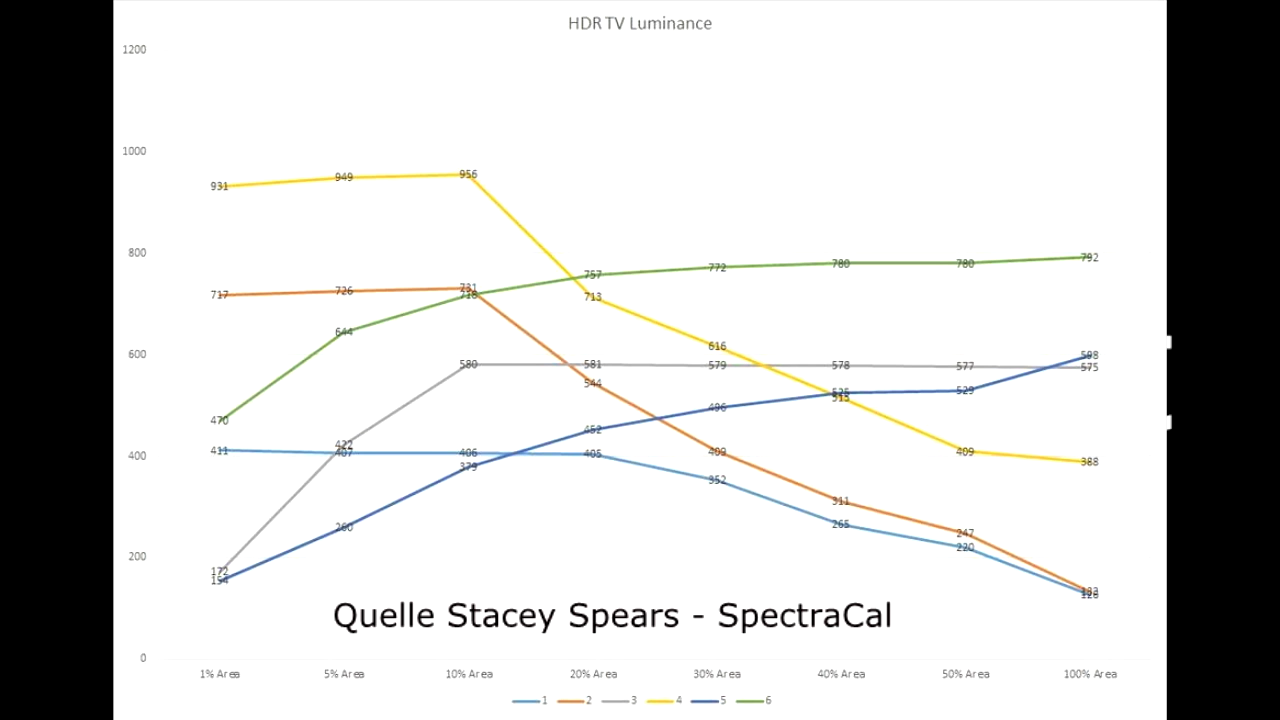 HDR TV Luminance
1200
1000
800
600
400
200
0
931 949 956 713 616 515 409 388
717 726 731 544 409 311 247
470 644 718 757 772 780 780 792
172 422 580 581 579 578 577 575
411 407 406 405 352 265 220 126
154 260 379 452 496 525 529 598
Quelle Stacey Spears - SpectraCal
1% Area 5% Area 10% Area 20% Area 30% Area 40% Area 50% Area 100% Area
1 2 3 4 5 6